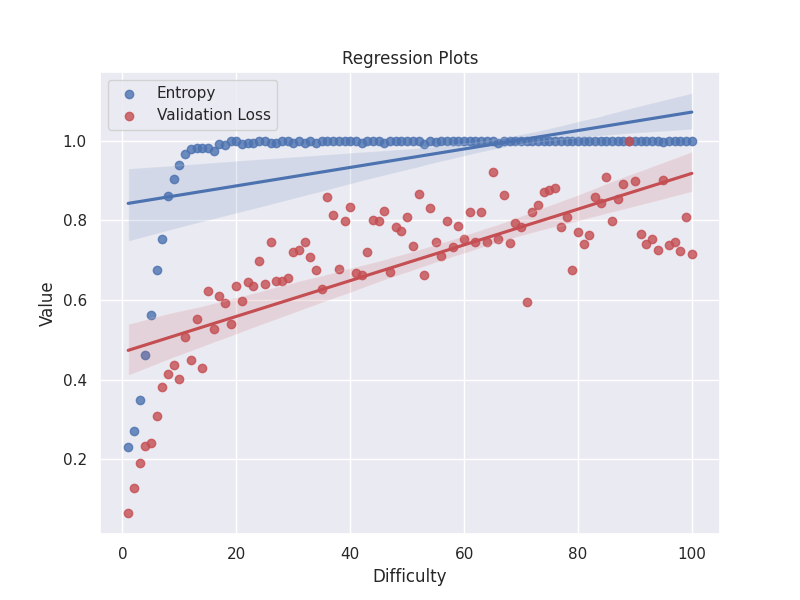 Regression Plots
Entropy
Validation Loss
1.0
0.8
0.6
0.4
0.2
Value
0 20 40 60 80 100
Difficulty